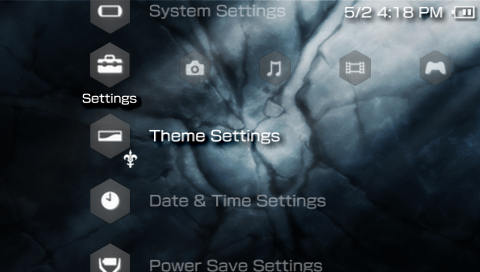 System Settings
5/2 4:18 PM
Settings
Theme Settings
Date & Time Settings
Power Save Settings